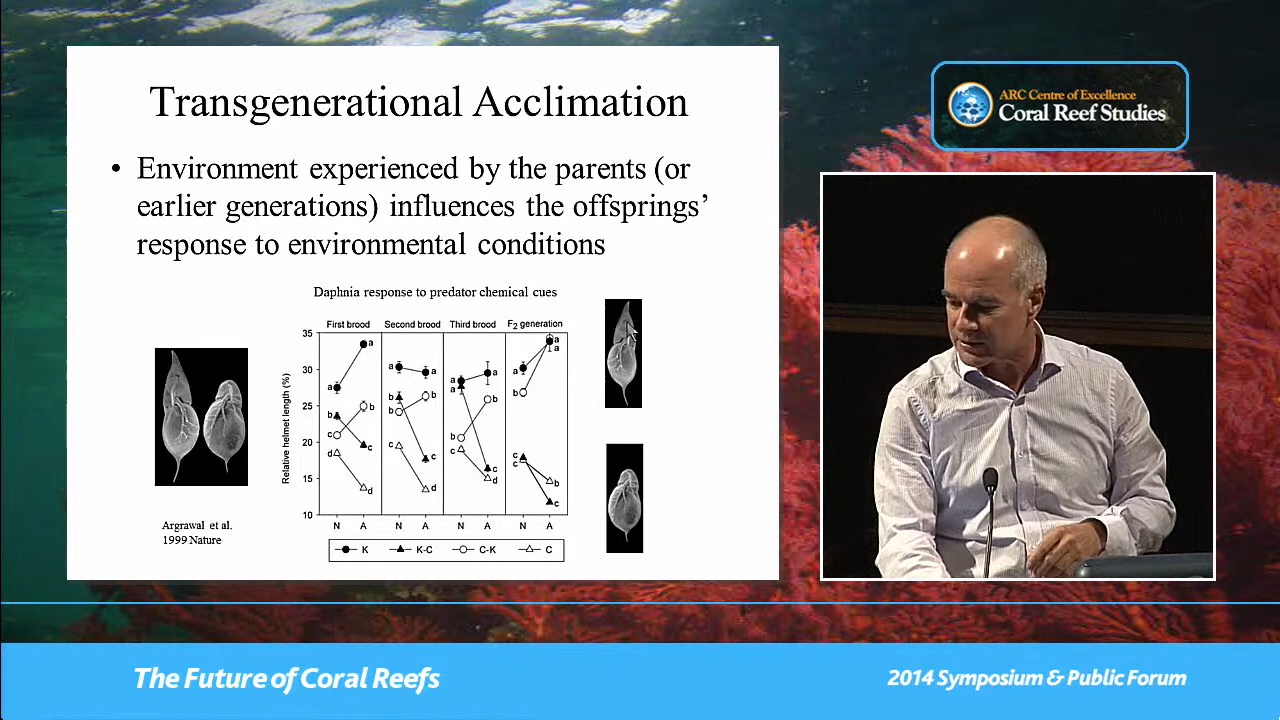 Transgenerational Acclimation
• Environment experienced by the parents (or
earlier generations) influences the offsprings'
response to environmental conditions
Daphnia response to predator chemical cues
First brood Second brood Third brood F2 generation
35
30
25
20
15
10
Relative helmet length (%)
a a b b c c d d
a a b b c c d
a a a b b c c d
a a a b c c b c
N A N A N A N A
K K-C C-K C
Argrawal et al.
1999 Nature
ARC Centre of Excellence
Coral Reef Studies
The Future of Coral Reefs
2014 Symposium & Public Forum